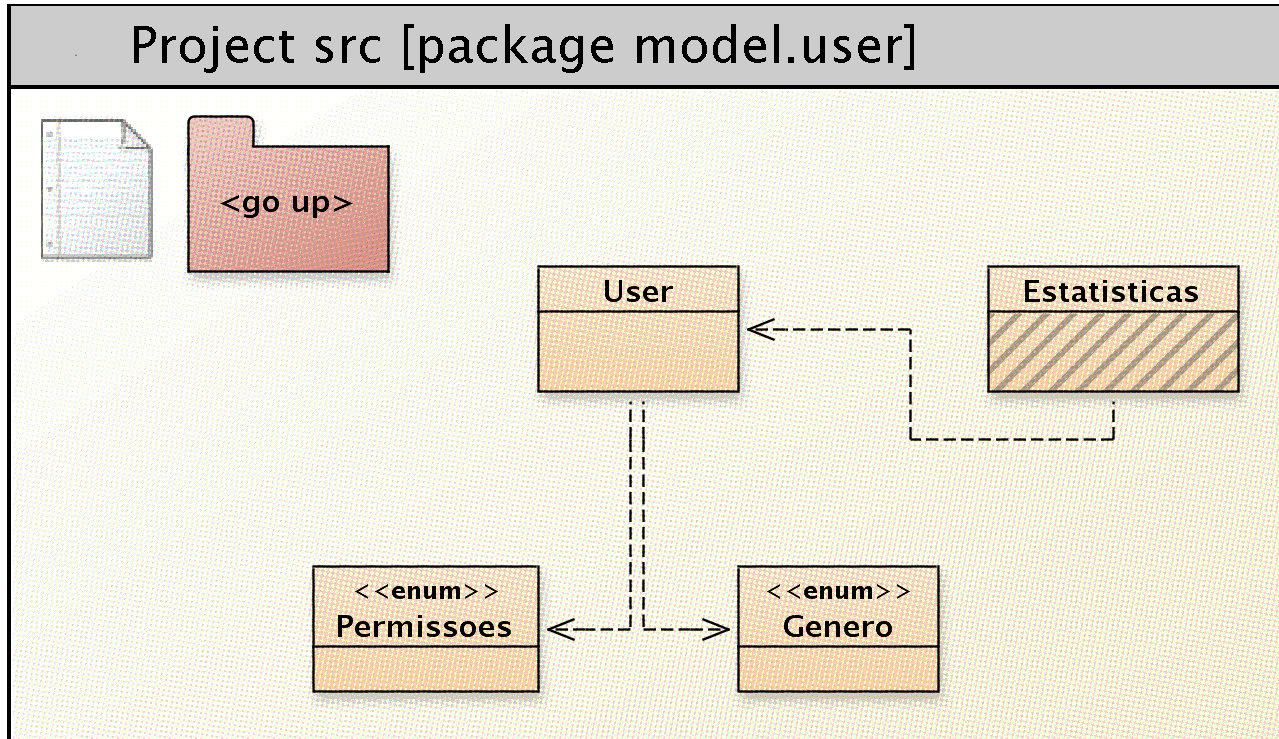 Project src [package model.user]
<go up>
User
Estatisticas
<<enum>>
Permissoes
<<enum>>
Genero